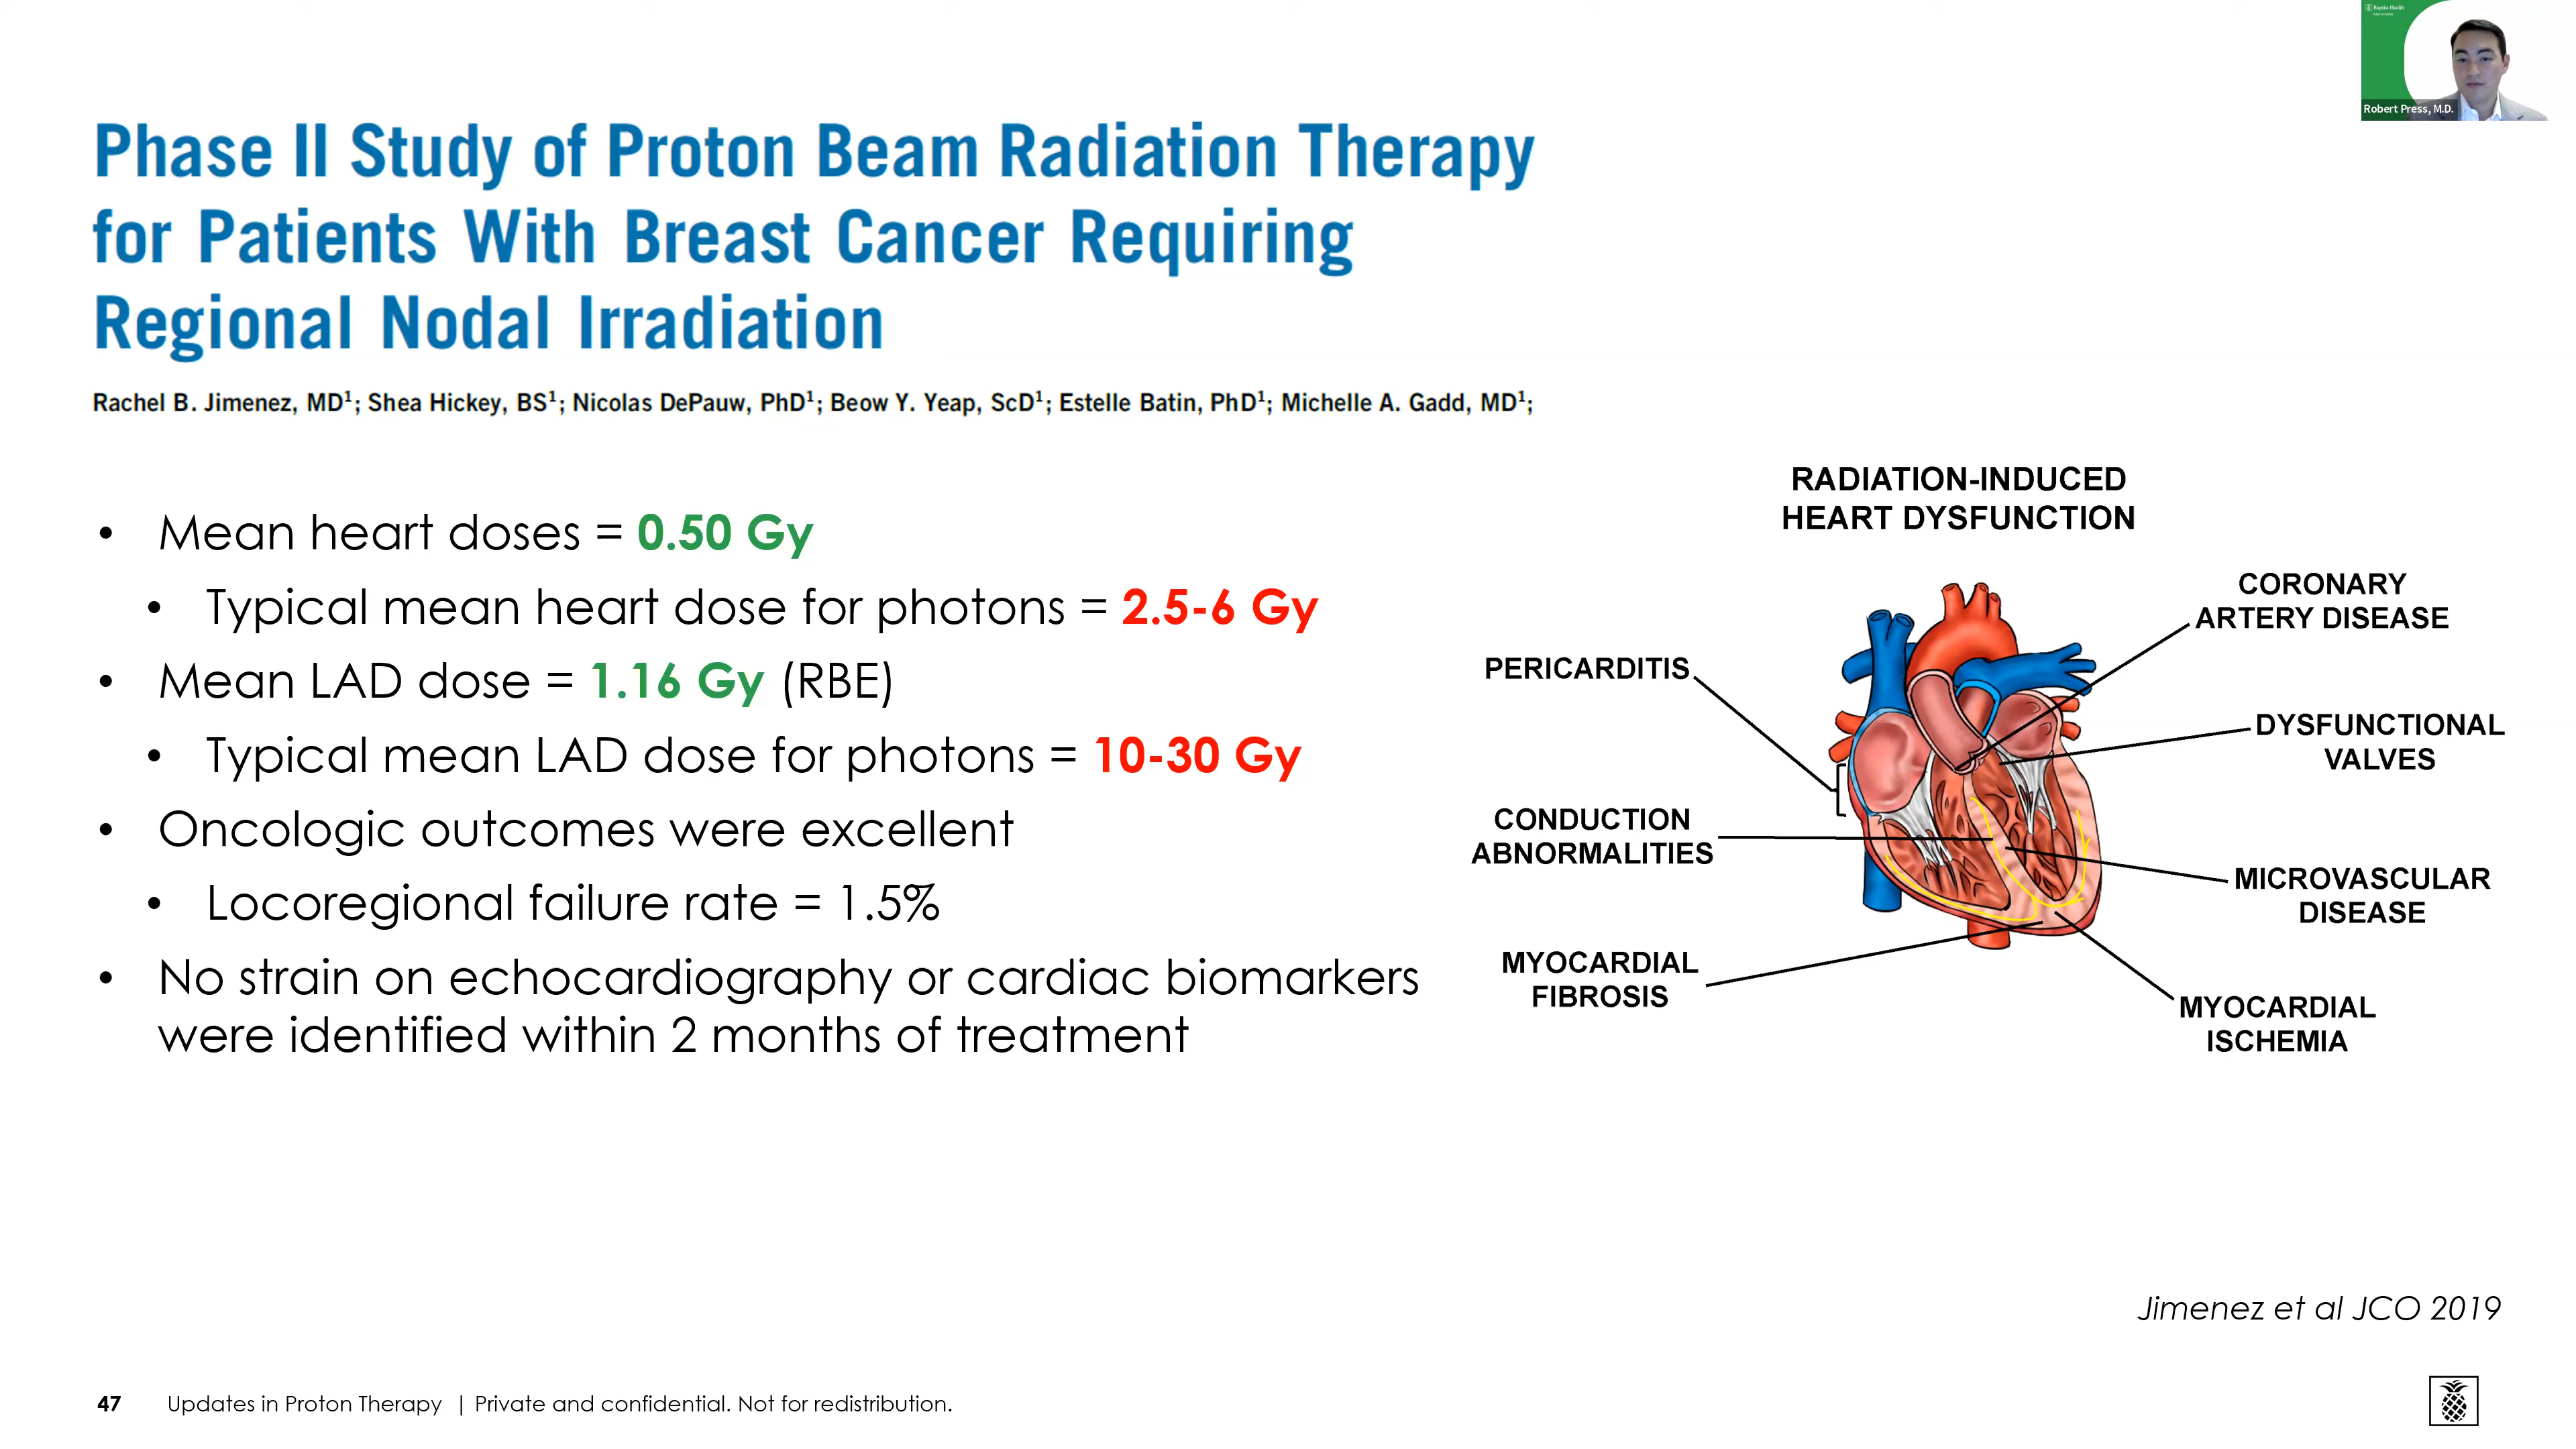 Baptist Health
International
Robert Press, M.D.
Phase II Study of Proton Beam Radiation Therapy
for Patients With Breast Cancer Requiring
Regional Nodal Irradiation
Rachel B. Jimenez, MD¹; Shea Hickey, BS¹; Nicolas DePauw, PhD¹; Beow Y. Yeap, ScD¹; Estelle Batin, PhD¹; Michelle A. Gadd, MD¹;
• Mean heart doses = 0.50 Gy
• Typical mean heart dose for photons = 2.5-6 Gy
• Mean LAD dose = 1.16 Gy (RBE)
• Typical mean LAD dose for photons = 10-30 Gy
• Oncologic outcomes were excellent
• Locoregional failure rate = 1.5%
• No strain on echocardiography or cardiac biomarkers
were identified within 2 months of treatment
RADIATION-INDUCED
HEART DYSFUNCTION
CORONARY
ARTERY DISEASE
PERICARDITIS
DYSFUNCTIONAL
VALVES
CONDUCTION
ABNORMALITIES
MICROVASCULAR
DISEASE
MYOCARDIAL
FIBROSIS
MYOCARDIAL
ISCHEMIA
Jimenez et al JCO 2019
47 Updates in Proton Therapy | Private and confidential. Not for redistribution.